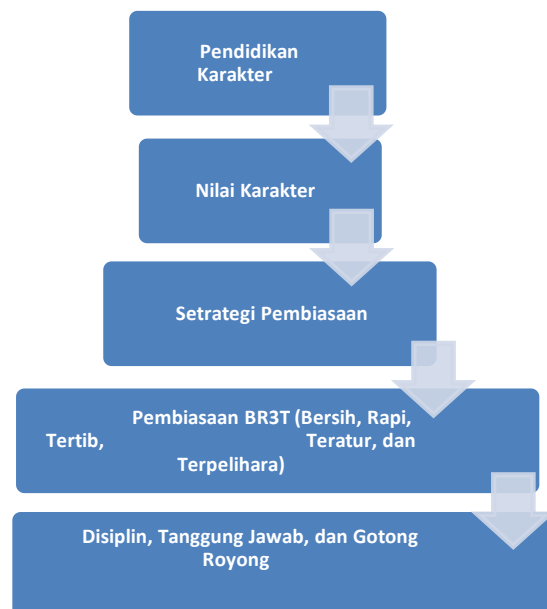 Pendidikan
Karakter
Nilai Karakter
Setrategi Pembiasaan
Pembiasaan BR3T (Bersih, Rapi,
Tertib, Teratur, dan
Terpelihara)
Disiplin, Tanggung Jawab, dan Gotong
Royong